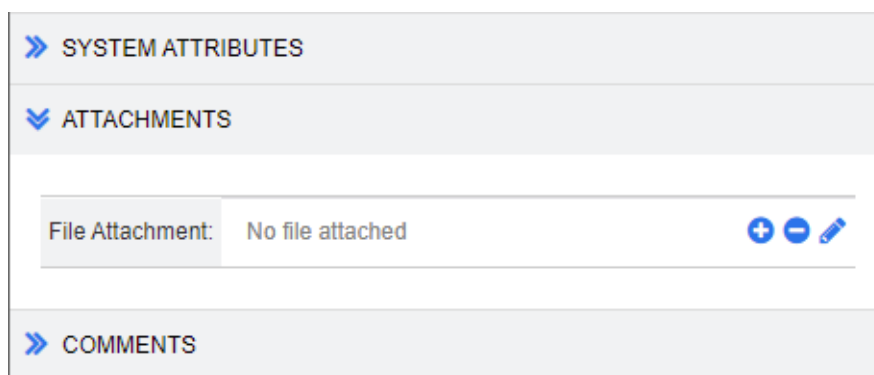 SYSTEM ATTRIBUTES
ATTACHMENTS
File Attachment: No file attached
COMMENTS